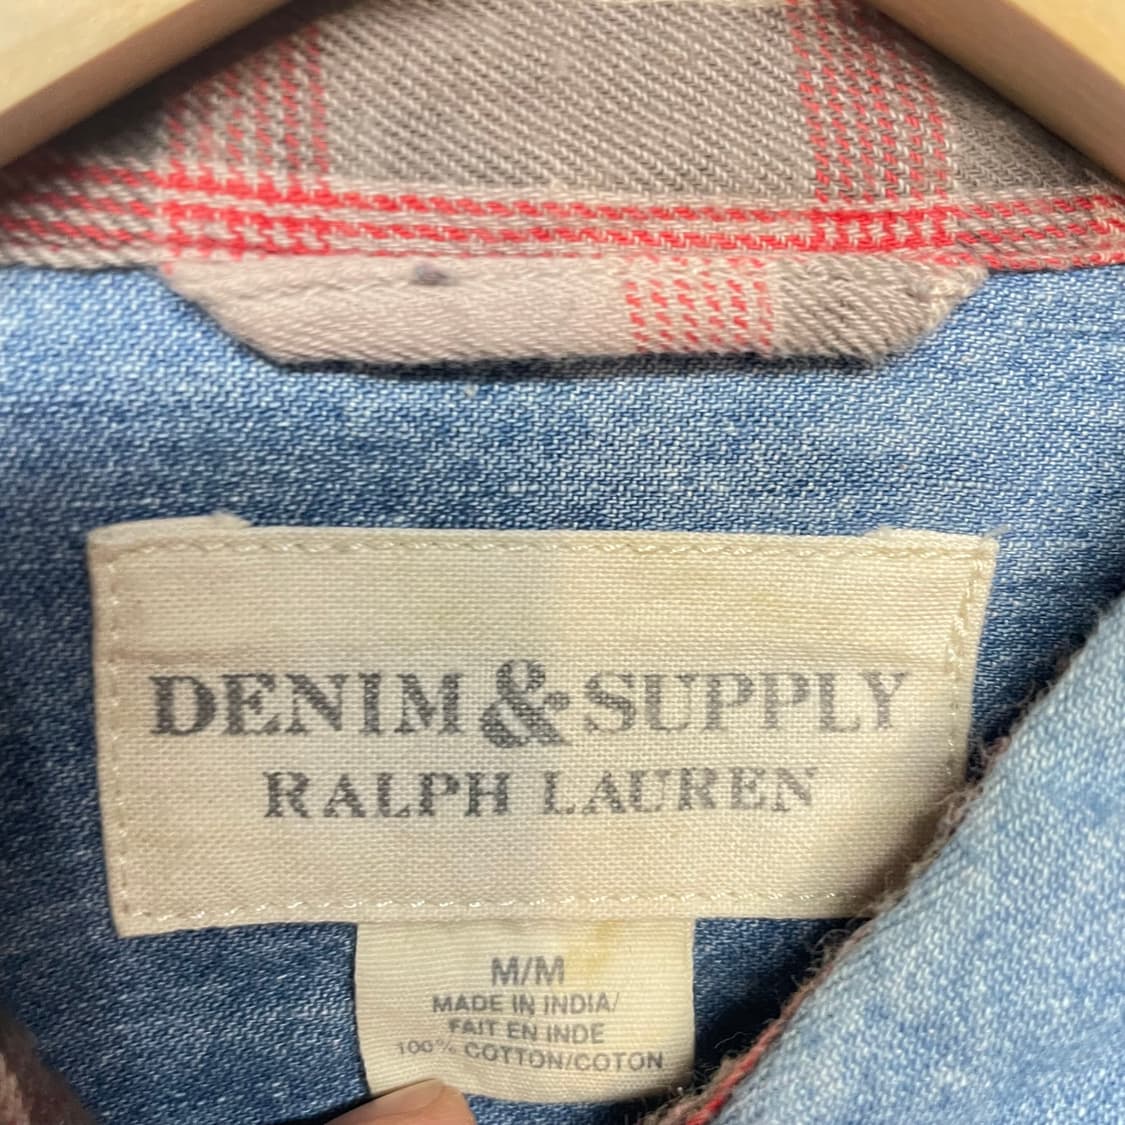 DENIM & SUPPLY
RALPH LAUREN
M/M
MADE IN INDIA/
FAIT EN INDE
100% COTTON/COTON